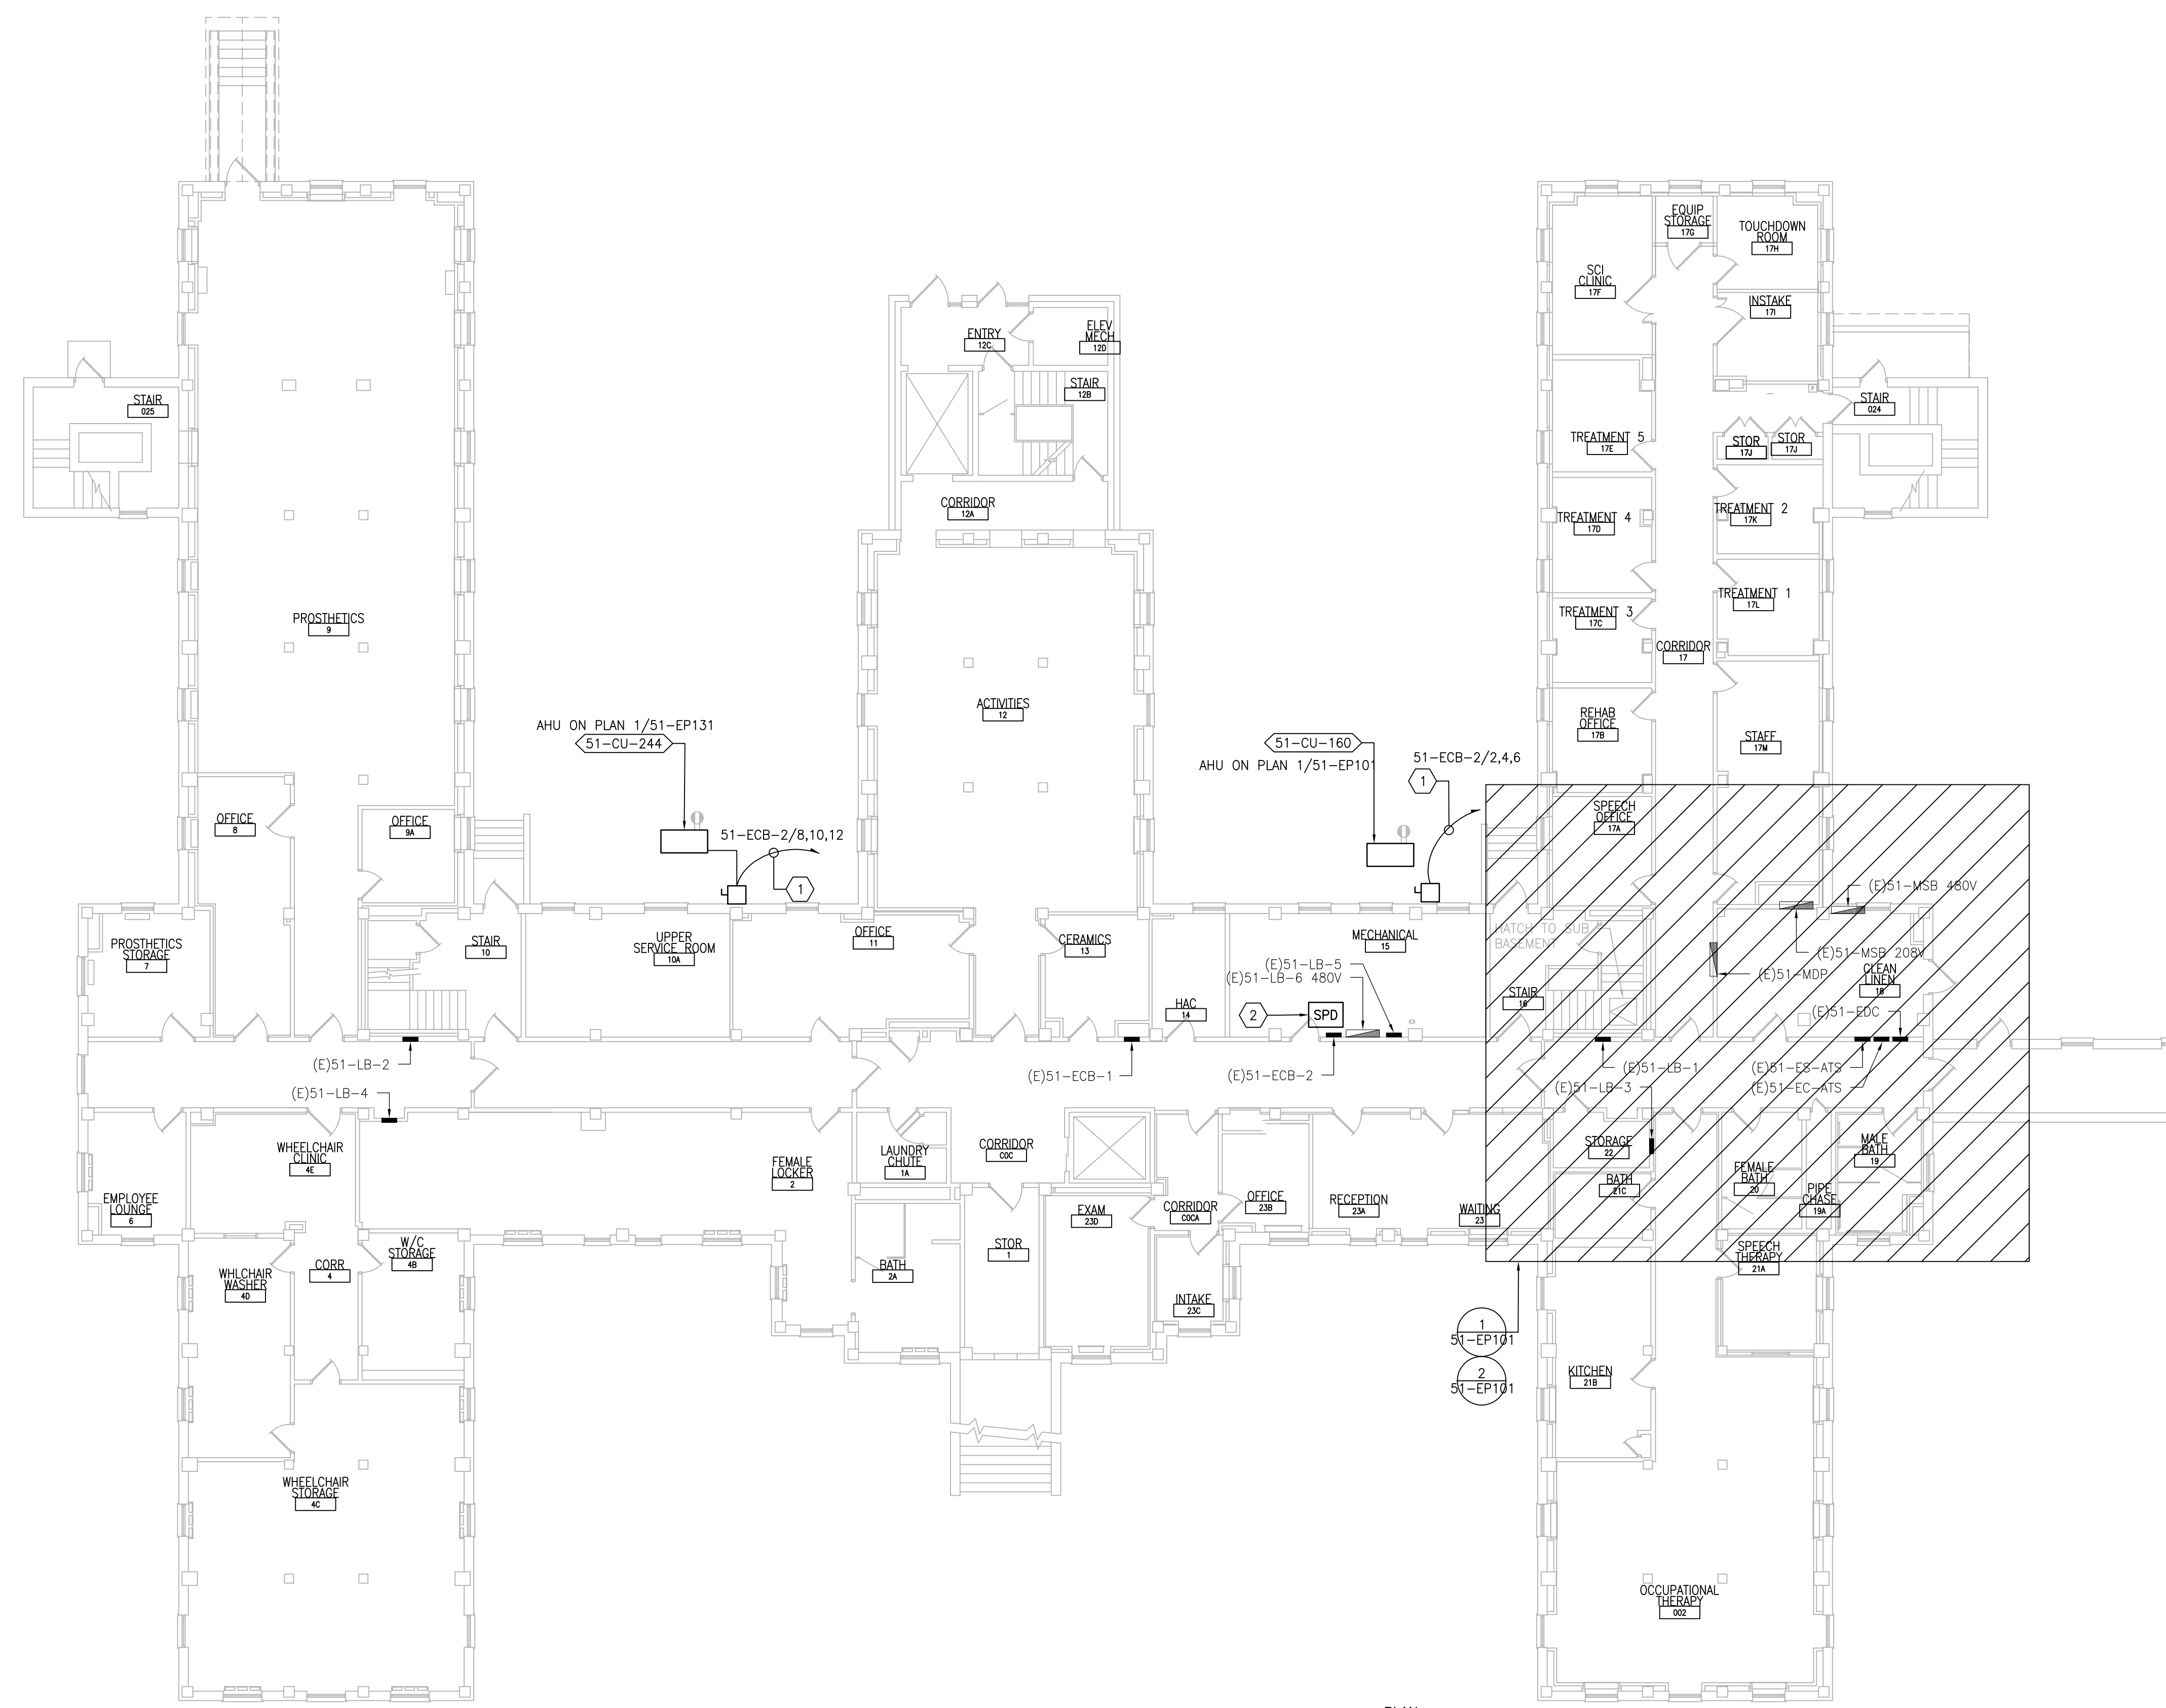 EQUIP
STORAGE
17G
TOUCHDOWN
ROOM
17H
SCI
CLINIC
17F
INSTAKE
17I
ENTRY
12C
ELEV
MECH
12D
STAIR
12B
STAIR
025
STAIR
024
TREATMENT 5
17E
STOR
17J
STOR
17J
CORRIDOR
12A
TREATMENT 4
17D
TREATMENT 2
17K
PROSTHETICS
9
TREATMENT 3
17C
TREATMENT 1
17L
CORRIDOR
17
ACTIVITIES
12
REHAB
OFFICE
17B
STAFF
17M
AHU ON PLAN 1/51-EP131
51-CU-244
51-CU-160
AHU ON PLAN 1/51-EP101
51-ECB-2/2,4,6
1
OFFICE
8
OFFICE
9A
51-ECB-2/8,10,12
1
SPEECH
OFFICE
17A
(E)51-MSB 480V
PROSTHETICS
STORAGE
7
STAIR
10
UPPER
SERVICE ROOM
10A
OFFICE
11
CERAMICS
13
MECHANICAL
15
HATCH TO SUB
BASEMENT
(E)51-MSB 208V
(E)51-LB-5
(E)51-LB-6 480V
(E)51-MDP
CLEAN
LINEN
18
HAC
14
2
SPD
STAIR
16
(E)51-EDC
(E)51-LB-2
(E)51-ECB-1
(E)51-ECB-2
(E)51-LB-1
(E)51-ES-ATS
(E)51-LB-4
(E)51-LB-3
(E)51-EC-ATS
WHEELCHAIR
CLINIC
4E
FEMALE
LOCKER
2
LAUNDRY
CHUTE
1A
CORRIDOR
C0C
STORAGE
22
MALE
BATH
19
EMPLOYEE
LOUNGE
6
EXAM
23D
CORRIDOR
C0CA
OFFICE
23B
RECEPTION
23A
WAITING
23
BATH
21C
FEMALE
BATH
20
PIPE
CHASE
19A
W/C
STORAGE
4B
STOR
1
SPEECH
THERAPY
21A
WHLCHAIR
WASHER
4D
CORR
4
BATH
2A
INTAKE
23C
1
51-EP101
2
51-EP101
KITCHEN
21B
WHEELCHAIR
STORAGE
4C
OCCUPATIONAL
THERAPY
002